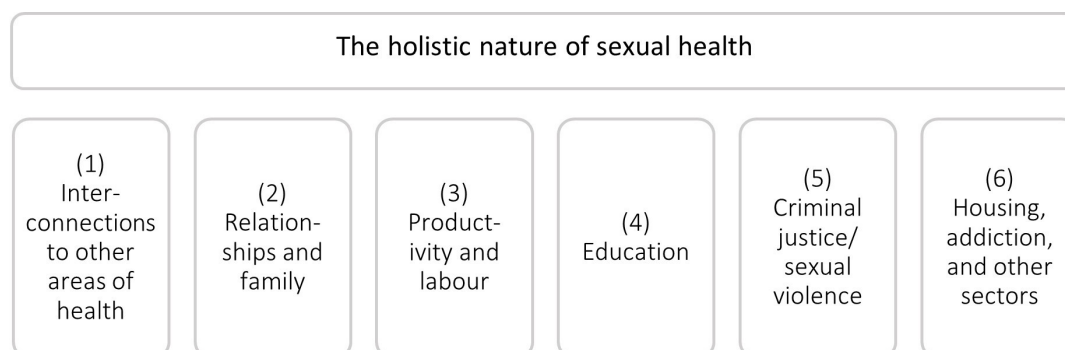 The holistic nature of sexual health
(1)
Inter-
connections
to other
areas of
health
(2)
Relation-
ships and
family
(3)
Product-
ivity and
labour
(4)
Education
(5)
Criminal
justice/
sexual
violence
(6)
Housing,
addiction,
and other
sectors